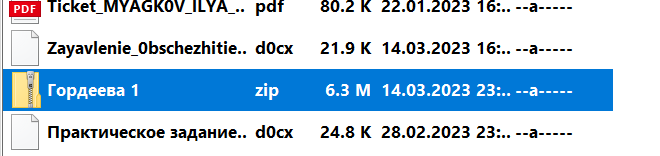 PDF Ticket_MYAGK0V_ILYA_.. pdf 80.2 K 22.01.2023 16:.. --a-----
Zayavlenie_0bschezhitie.. d0cx 21.9 K 14.03.2023 16:.. --a-----
Гордеева 1 zip 6.3 M 14.03.2023 23:.. --a-----
Практическое задание.. d0cx 24.8 K 28.02.2023 23:.. --a-----